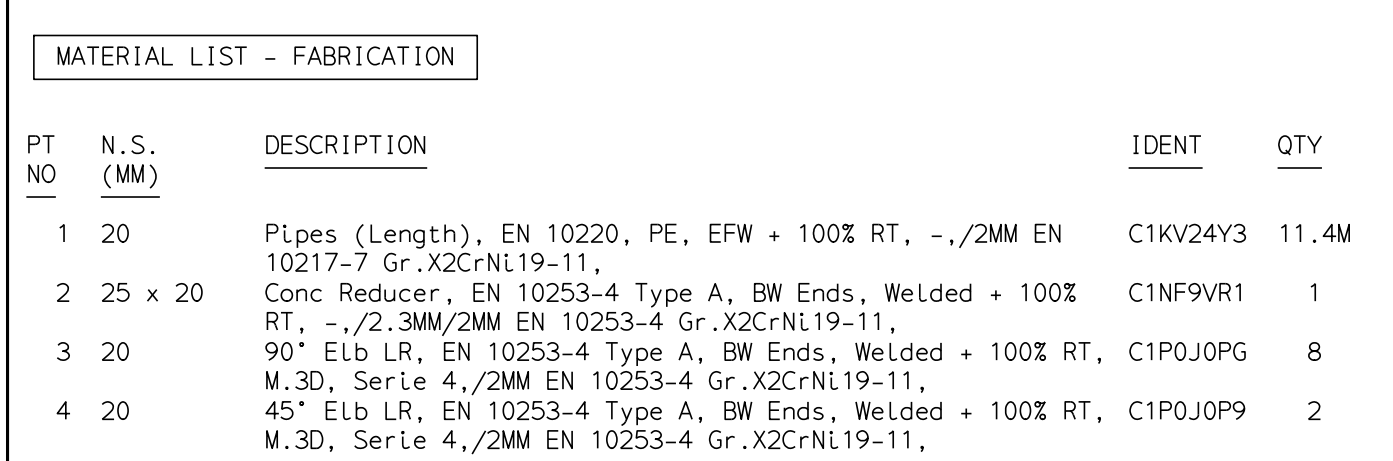 MATERIAL LIST - FABRICATION
PT N.S. DESCRIPTION IDENT QTY
NO (MM)
1 20 Pipes (Length), EN 10220, PE, EFW + 100% RT, -,/2MM EN C1KV24Y3 11.4M
10217-7 Gr.X2CrNi19-11,
2 25 x 20 Conc Reducer, EN 10253-4 Type A, BW Ends, Welded + 100% C1NF9VR1 1
RT, -,/2.3MM/2MM EN 10253-4 Gr.X2CrNi19-11,
3 20 90° Elb LR, EN 10253-4 Type A, BW Ends, Welded + 100% RT, C1P0J0PG 8
M.3D, Serie 4,/2MM EN 10253-4 Gr.X2CrNi19-11,
4 20 45° Elb LR, EN 10253-4 Type A, BW Ends, Welded + 100% RT, C1P0J0P9 2
M.3D, Serie 4,/2MM EN 10253-4 Gr.X2CrNi19-11,